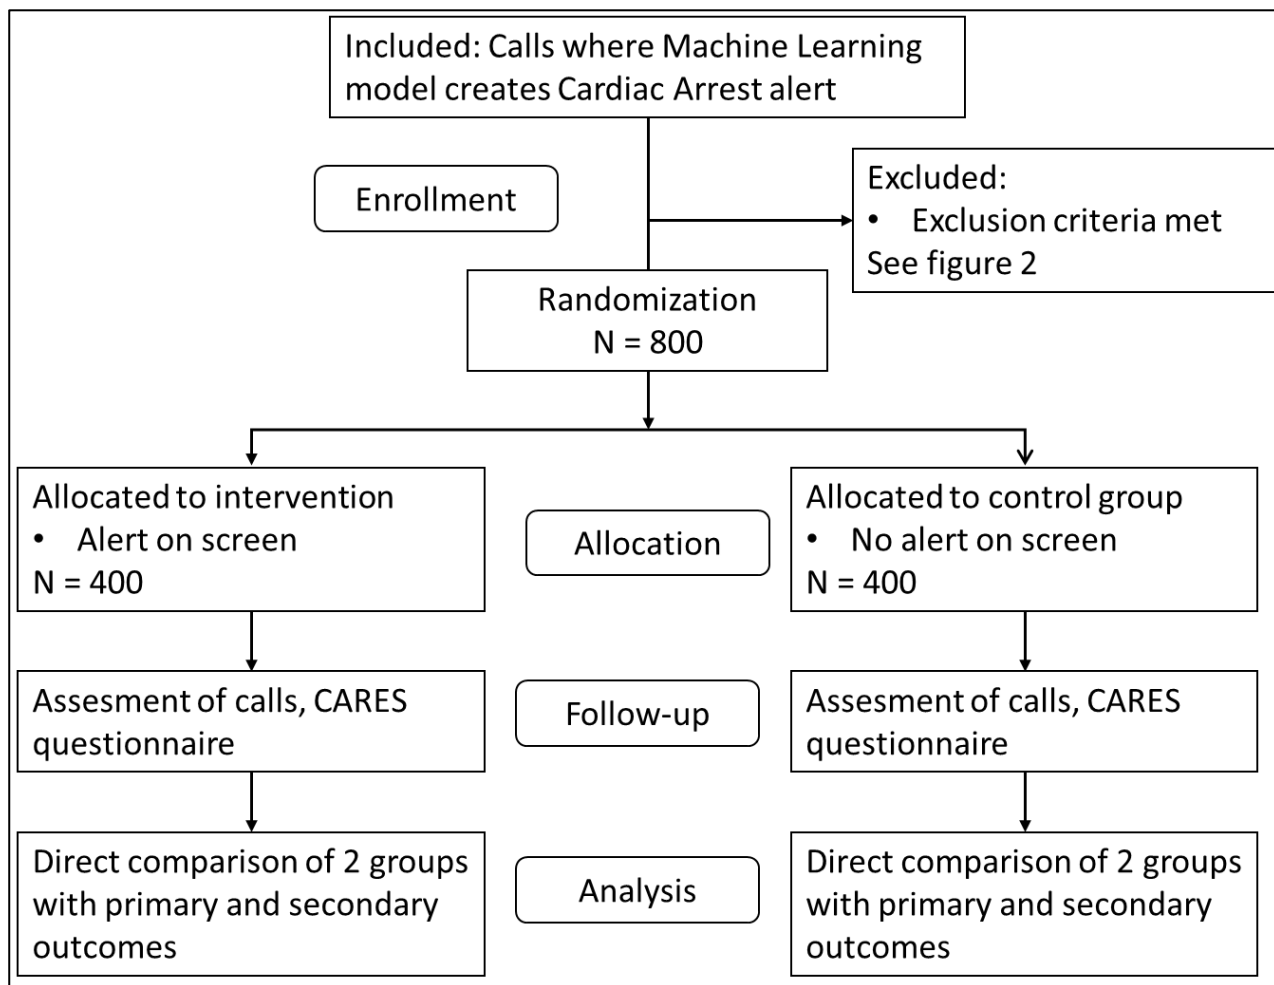 Included: Calls where Machine Learning
model creates Cardiac Arrest alert
Enrollment
Excluded:
• Exclusion criteria met
See figure 2
Randomization
N = 800
Allocated to intervention
• Alert on screen
N = 400
Allocation
Allocated to control group
• No alert on screen
N = 400
Assesment of calls, CARES
questionnaire
Follow-up
Assesment of calls, CARES
questionnaire
Direct comparison of 2 groups
with primary and secondary
outcomes
Analysis
Direct comparison of 2 groups
with primary and secondary
outcomes